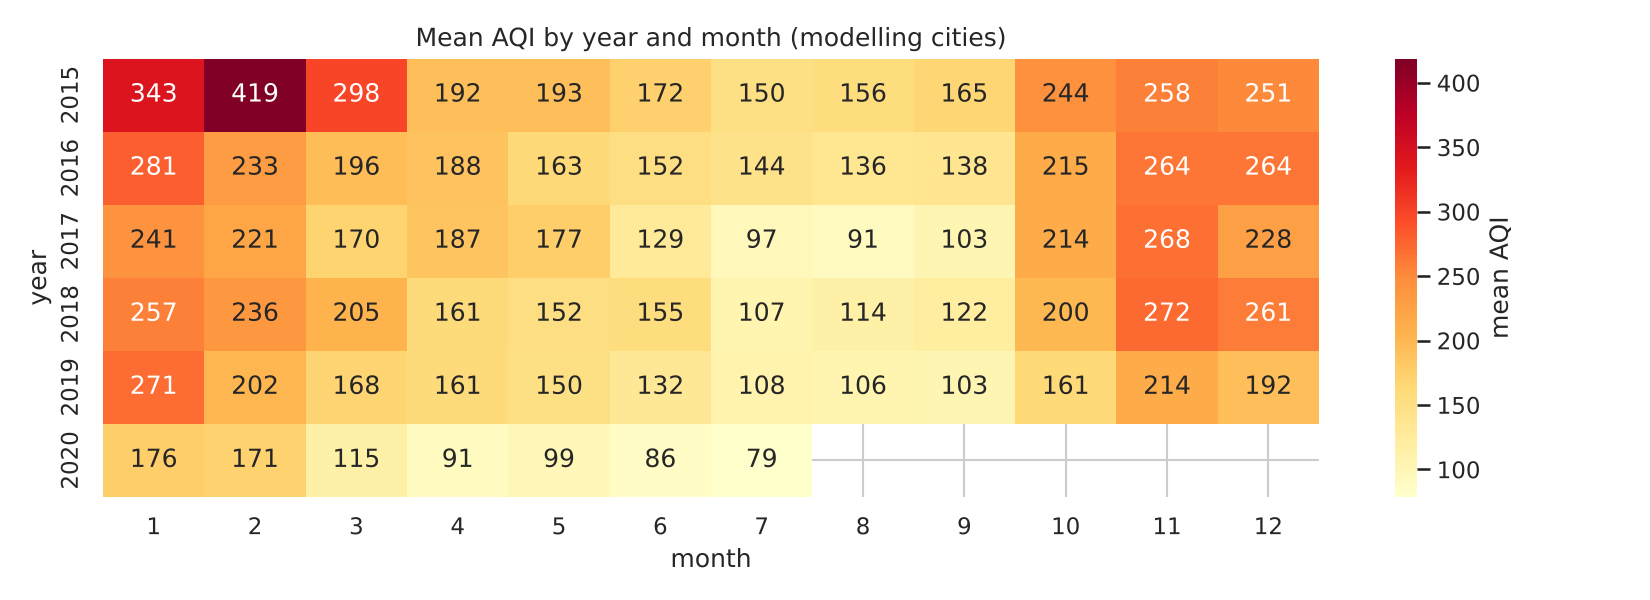 Mean AQI by year and month (modelling cities)
2015 343 419 298 192 193 172 150 156 165 244 258 251
2016 281 233 196 188 163 152 144 136 138 215 264 264
2017 241 221 170 187 177 129 97 91 103 214 268 228
2018 257 236 205 161 152 155 107 114 122 200 272 261
2019 271 202 168 161 150 132 108 106 103 161 214 192
2020 176 171 115 91 99 86 79
1 2 3 4 5 6 7 8 9 10 11 12
month
year
400
350
300
250
200
150
100
mean AQI